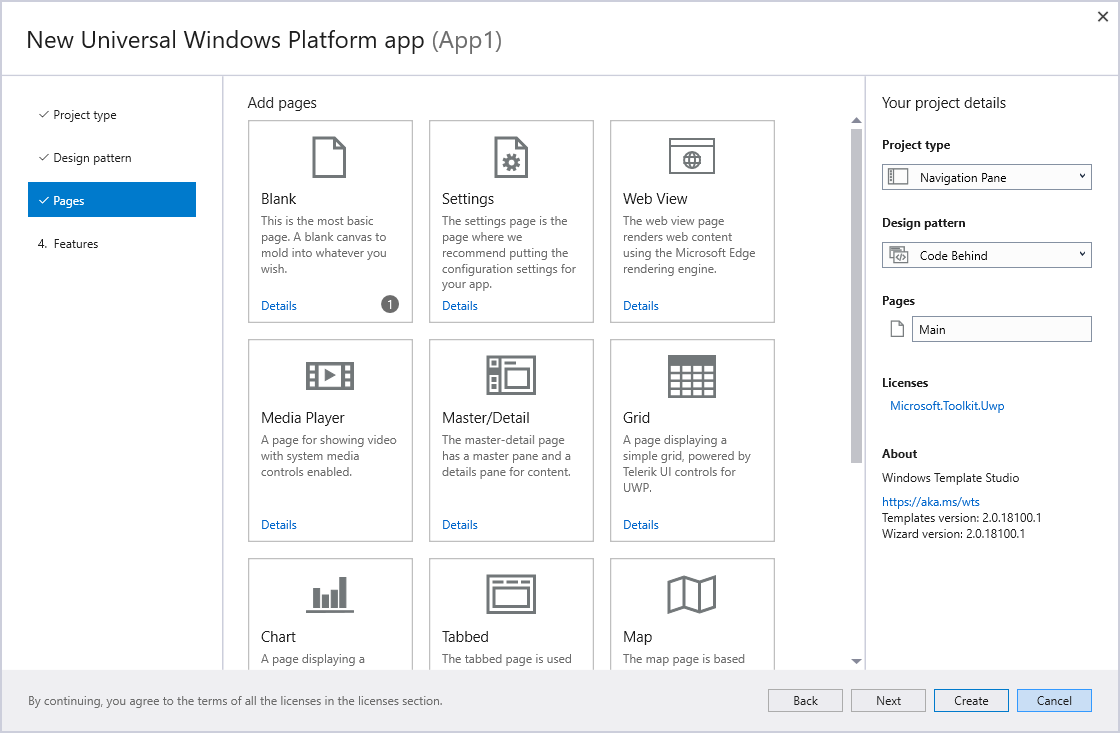 New Universal Windows Platform app (App1)
Project type
Design pattern
Pages
4. Features
Add pages
Blank
This is the most basic
page. A blank canvas to
mold into whatever you
wish.
Details
1
Settings
The settings page is the
page where we
recommend putting the
configuration settings for
your app.
Details
Web View
The web view page
renders web content
using the Microsoft Edge
rendering engine.
Details
Media Player
A page for showing video
with system media
controls enabled.
Details
Master/Detail
The master-detail page
has a master pane and a
details pane for content.
Details
Grid
A page displaying a
simple grid, powered by
Telerik UI controls for
UWP.
Details
Chart
A page displaying a
Tabbed
The tabbed page is used
Map
The map page is based
Your project details
Project type
Navigation Pane
Design pattern
Code Behind
Pages
Main
Licenses
Microsoft.Toolkit.Uwp
About
Windows Template Studio
https://aka.ms/wts
Templates version: 2.0.18100.1
Wizard version: 2.0.18100.1
By continuing, you agree to the terms of all the licenses in the licenses section.
Back
Next
Create
Cancel